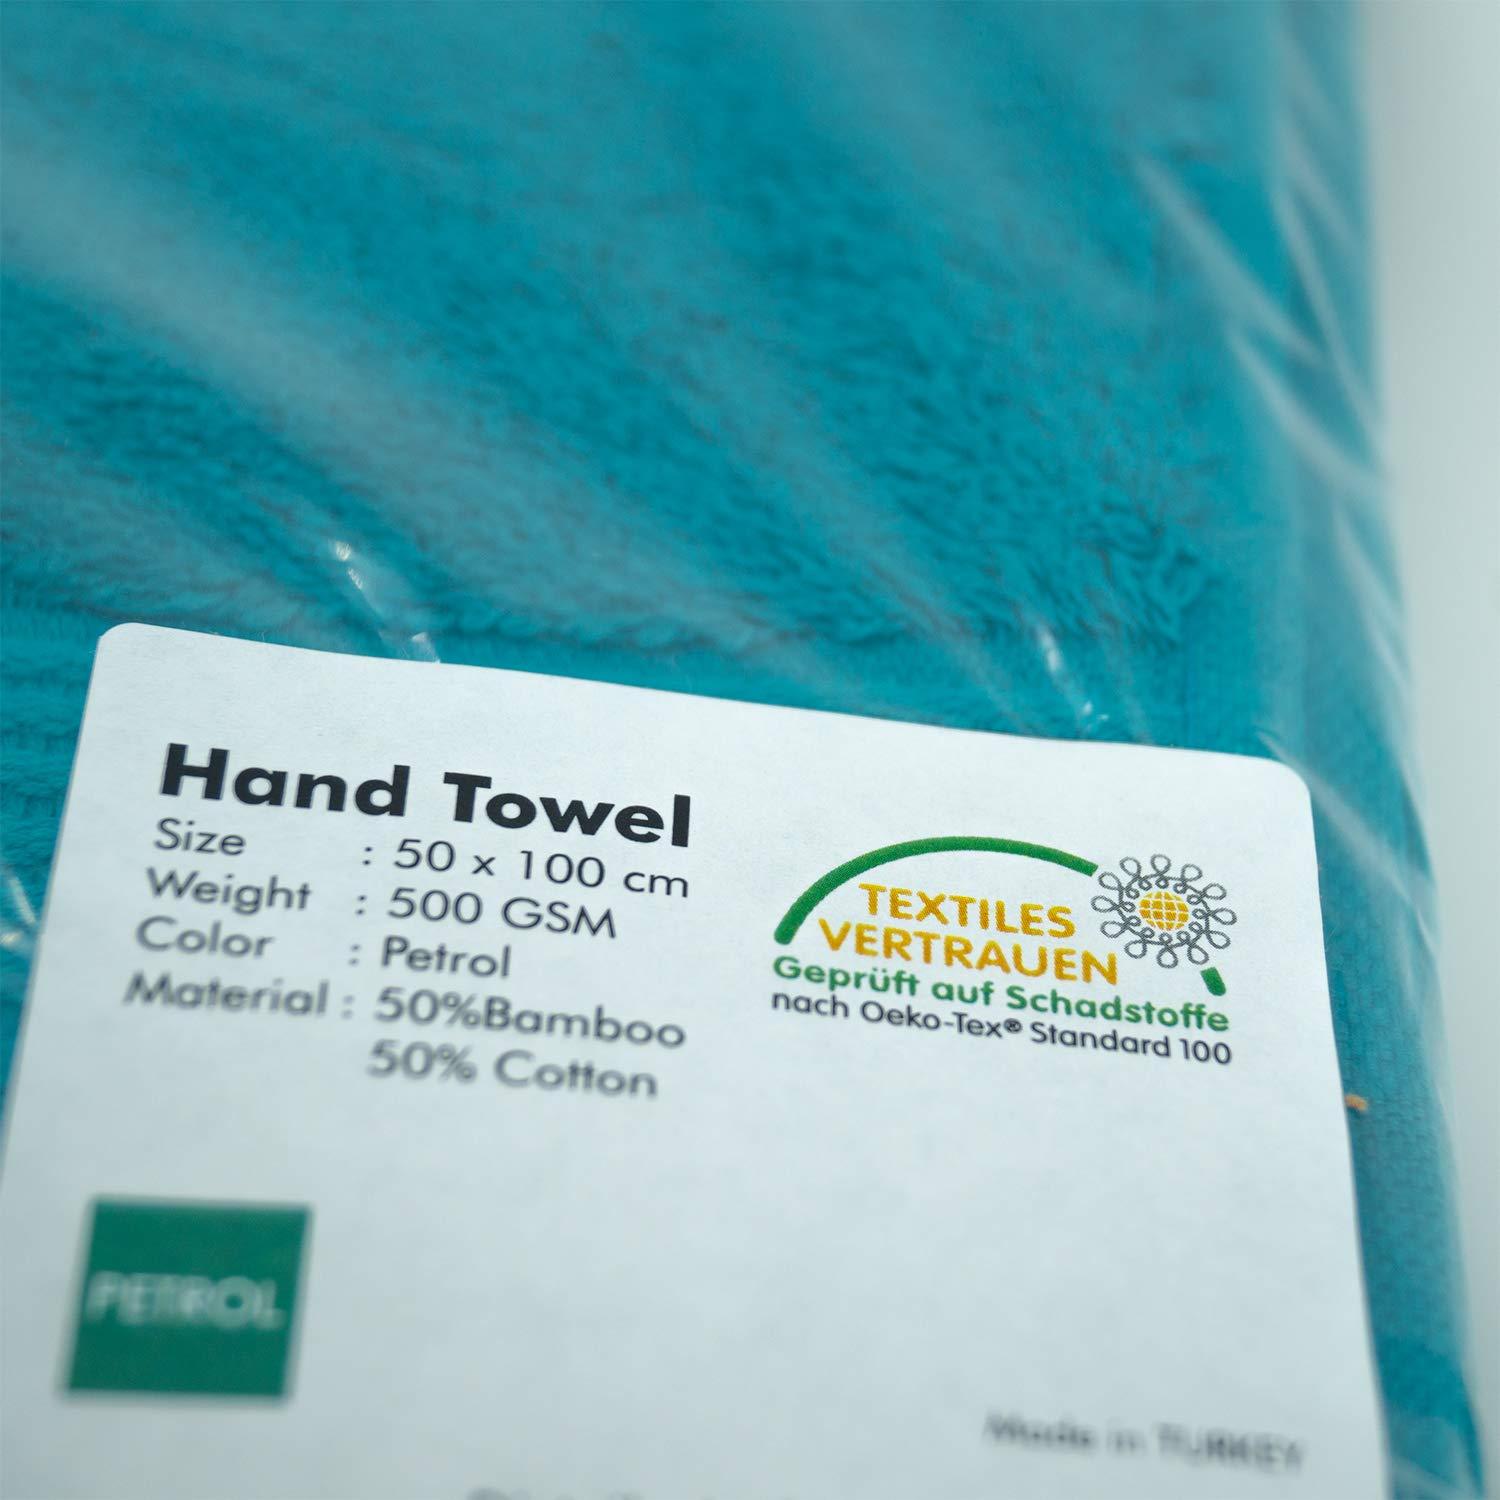 Hand Towel
Size : 50 x 100 cm
Weight : 500 GSM
Color : Petrol
Material : 50%Bamboo
50% Cotton
TEXTILES
VERTRAUEN
Geprüft auf Schadstoffe
nach Oeko-Tex® Standard 100
PETROL
Made in TURKEY